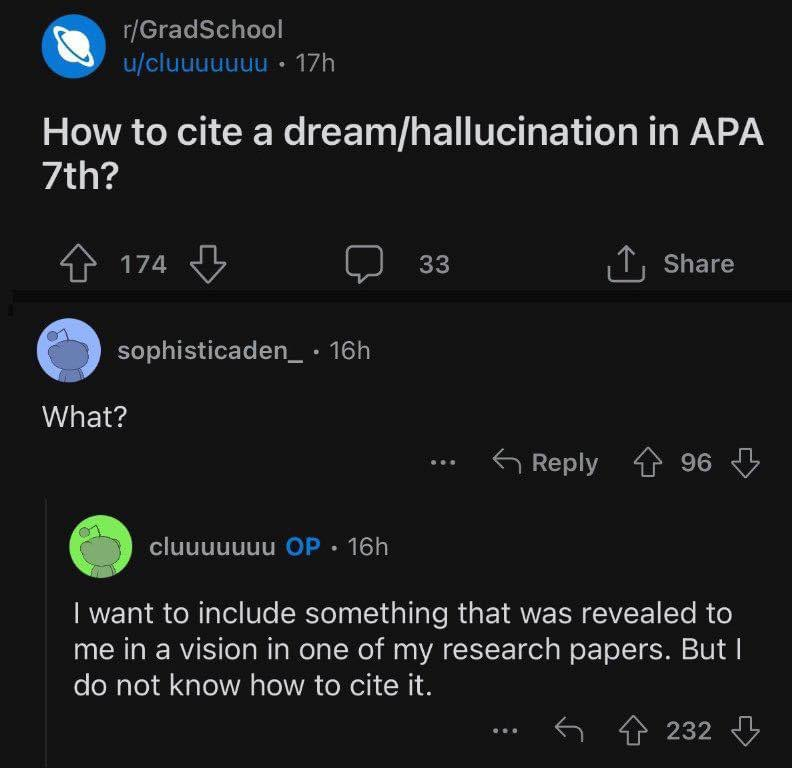 r/GradSchool
u/cluuuuuuu • 17h
How to cite a dream/hallucination in APA
7th?
174
33
Share
sophisticaden_ • 16h
What?
... Reply 96
cluuuuuuu OP • 16h
I want to include something that was revealed to
me in a vision in one of my research papers. But I
do not know how to cite it.
... 232